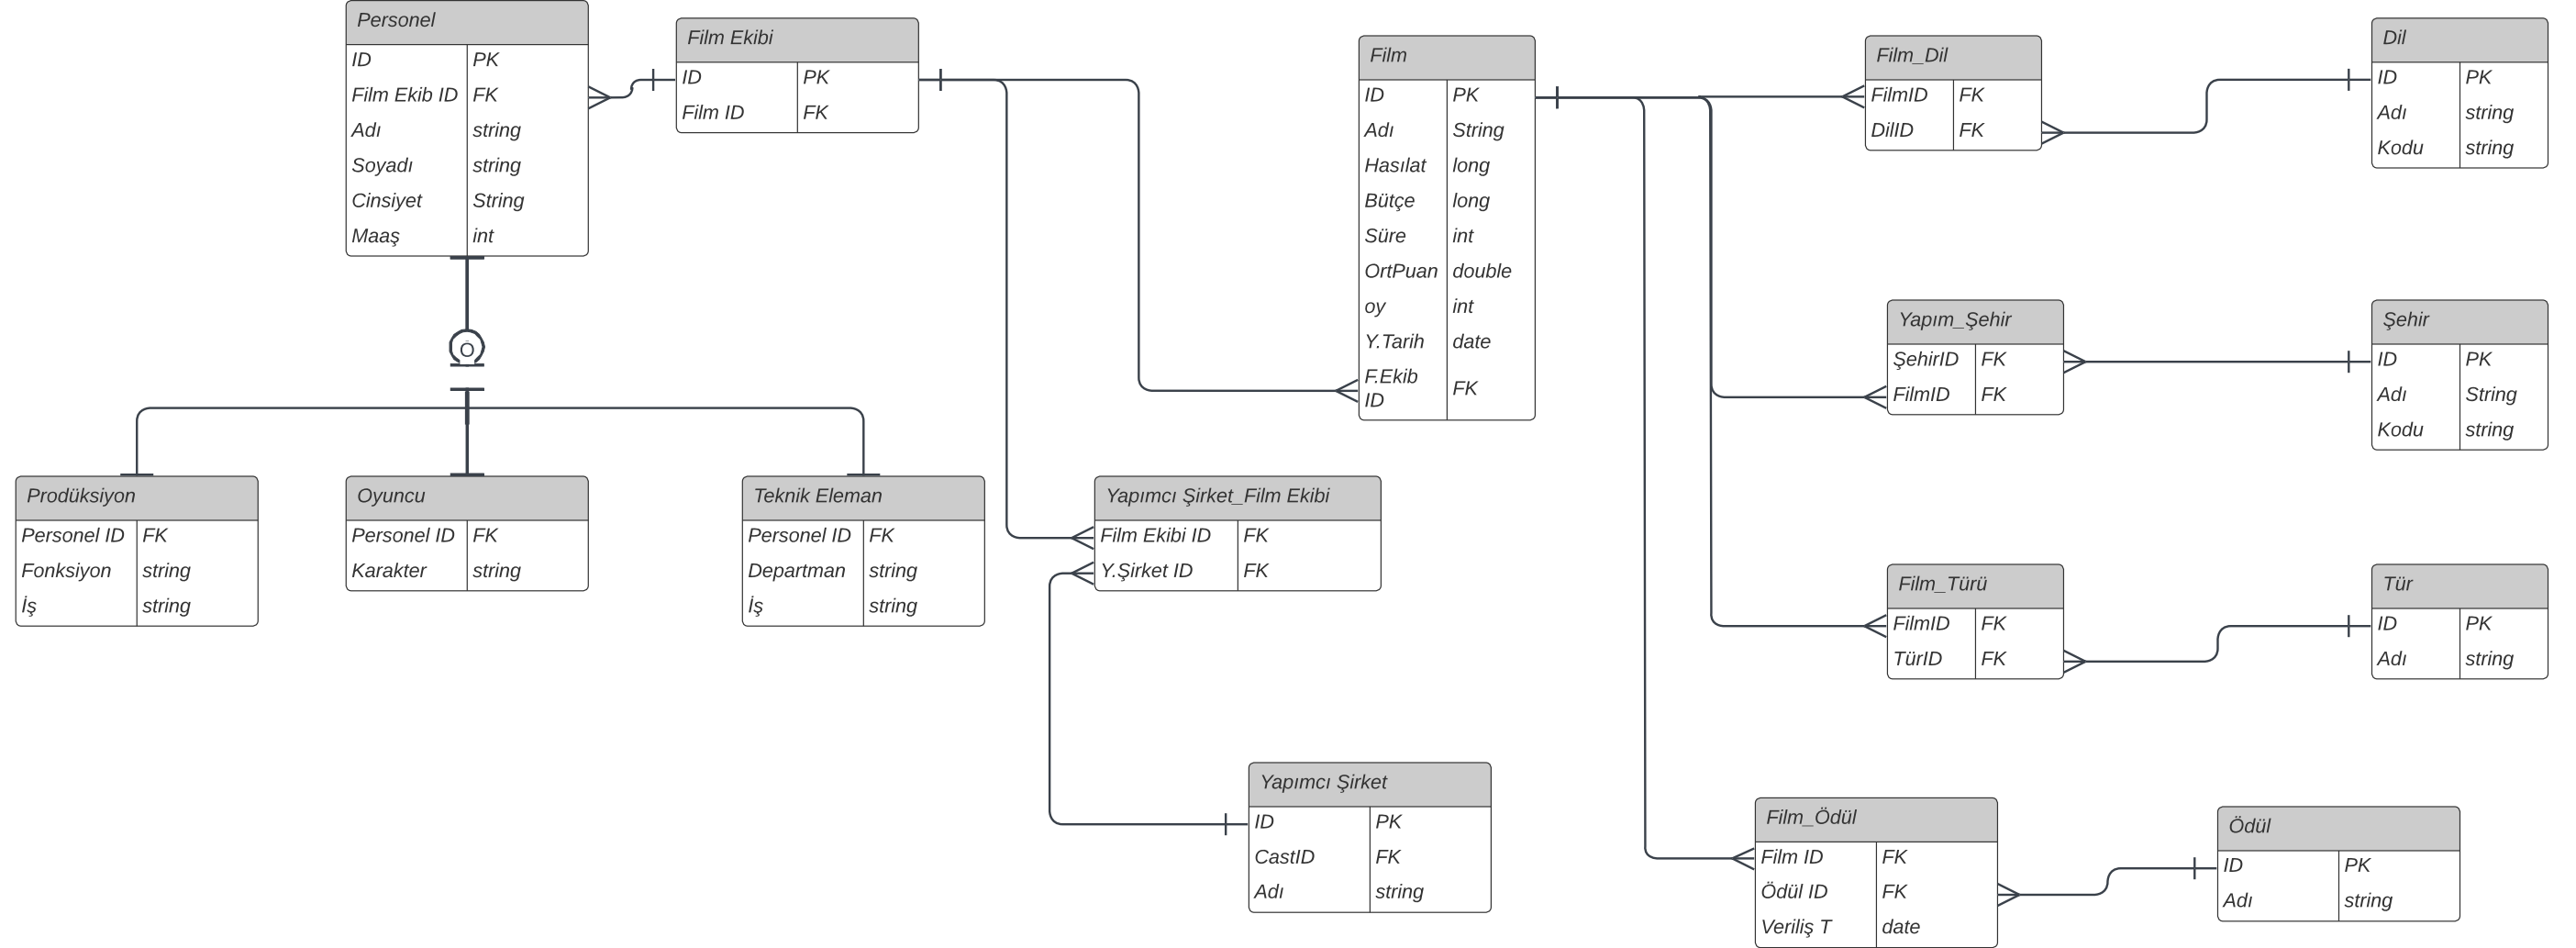 Personel
ID PK
Film Ekib ID FK
Adı string
Soyadı string
Cinsiyet String
Maaş int
Film Ekibi
ID PK
Film ID FK
Film
ID PK
Adı String
Hasılat long
Bütçe long
Süre int
OrtPuan double
oy int
Y.Tarih date
F.Ekib
ID FK
Film_Dil
FilmID FK
DilID FK
Dil
ID PK
Adı string
Kodu string
O
Yapım_Şehir
ŞehirID FK
FilmID FK
Şehir
ID PK
Adı String
Kodu string
Prodüksiyon
Personel ID FK
Fonksiyon string
İş string
Oyuncu
Personel ID FK
Karakter string
Teknik Eleman
Personel ID FK
Departman string
İş string
Yapımcı Şirket_Film Ekibi
Film Ekibi ID FK
Y.Şirket ID FK
Film_Türü
FilmID FK
TürID FK
Tür
ID PK
Adı string
Yapımcı Şirket
ID PK
CastID FK
Adı string
Film_Ödül
Film ID FK
Ödül ID FK
Veriliş T date
Ödül
ID PK
Adı string